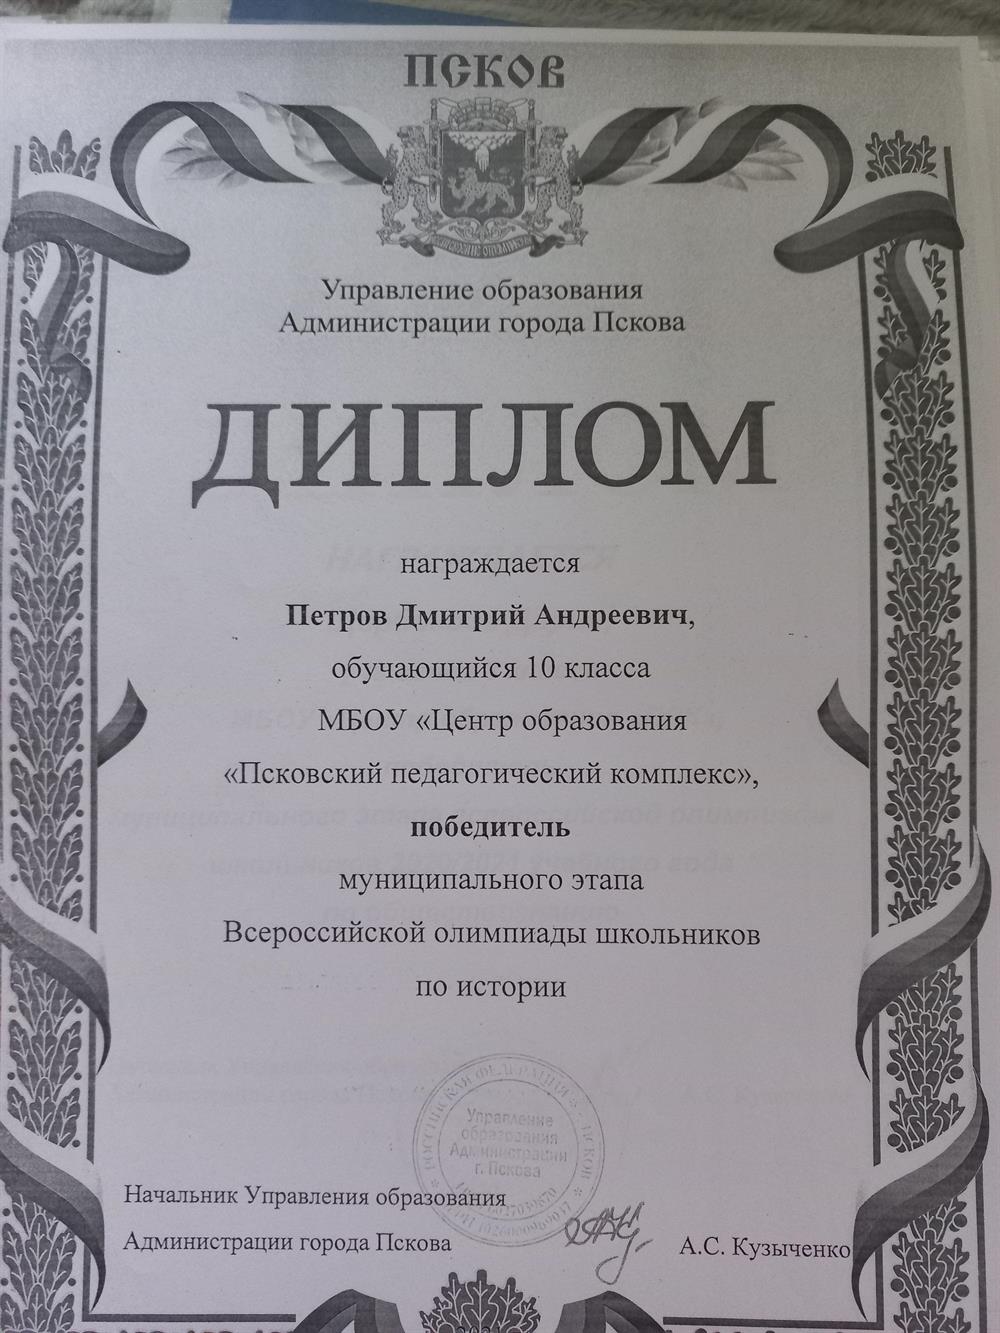 ПСКОВ
Управление образования
Администрации города Пскова
ДИПЛОМ
награждается
Петров Дмитрий Андреевич,
обучающийся 10 класса
МБОУ «Центр образования
«Псковский педагогический комплекс»,
победитель
муниципального этапа
Всероссийской олимпиады школьников
по истории
РОССИЙСКАЯ ФЕДЕРАЦИЯ
Управление
образования
Администрации
г. Пскова
Начальник Управления образования
Администрации города Пскова
А.С. Кузыченко